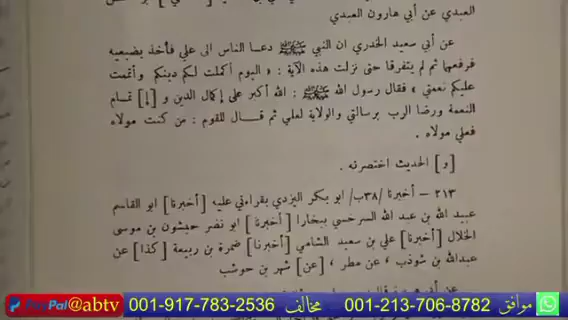 العبدي عن أبي هارون العبدي
عن أبي سعيد الخدري ان النبي ﷺ دعا الناس الى علي فأخذ بضبعيه
فرفعهما ثم لم يتفرقا حتى نزلت هذه الآية : « اليوم أكملت لكم دينكم وأتممت
عليكم نعمتي » فقال رسول الله ﷺ : الله أكبر على إكمال الدين و [إ] تمام
النعمة ورضا الرب برسالتي والولاية لعلي ثم قال للقوم : من كنت مولاه
فعلي مولاه .
[و] الحديث اختصرته .
٢١٣ – أخبرنا /٣٨ب/ ابو بكر اليزدي بقراءتي عليه [أخبرنا] ابو القاسم
عبيد الله بن عبد الله السرخسي ببخارا [أخبرنا] ابو نصر حبشون بن موسى
الخلال [أخبرنا] علي بن سعيد الشامي [أخبرنا] ضمرة بن ربيعة [كذا] عن
عبدالله بن شوذب ، عن مطر ، [عن] شهر بن حوشب
PayPal@abtv 001-917-783-2536 مخالف 001-213-706-8782 موافق